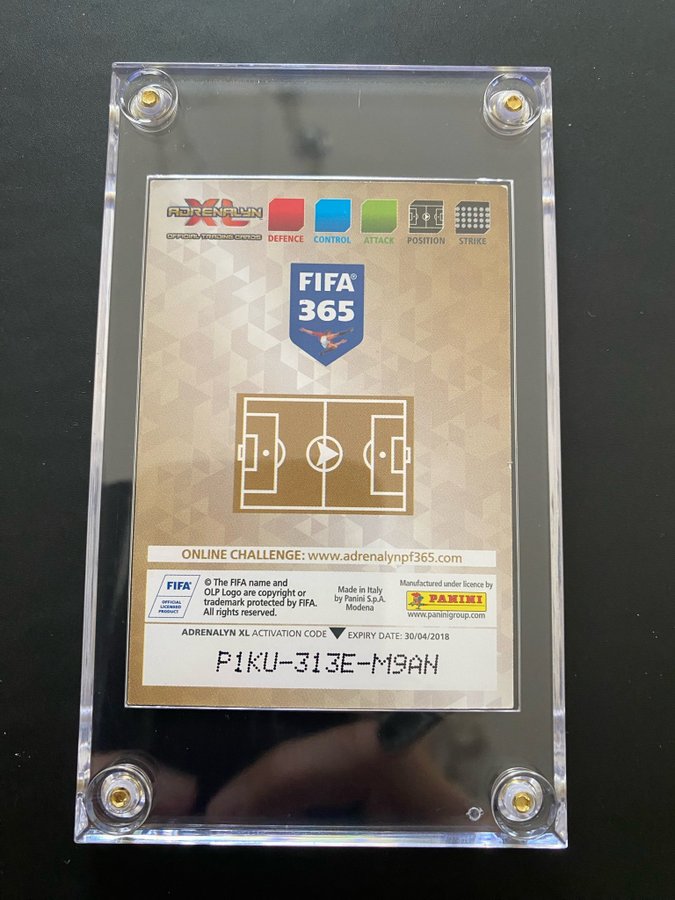 ADRENALYN XL
OFFICIAL TRADING CARDS
DEFENCE CONTROL ATTACK POSITION STRIKE
FIFA®
365
ONLINE CHALLENGE: www.adrenalynpf365.com
FIFA®
OFFICIAL
LICENSED
PRODUCT
© The FIFA name and
OLP Logo are copyright or
trademark protected by FIFA.
All rights reserved.
Made in Italy
by Panini S.p.A.
Modena
Manufactured under licence by
PANINI
www.paninigroup.com
ADRENALYN XL ACTIVATION CODE EXPIRY DATE: 30/04/2018
P1KU-313E-M9AN